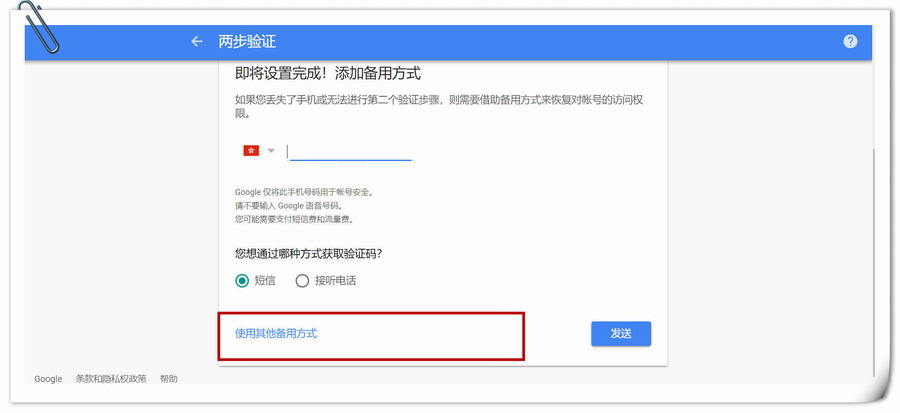 两步验证
即将设置完成！添加备用方式
如果您丢失了手机或无法进行第二个验证步骤，则需要借助备用方式来恢复对帐号的访问权
限。
Google 仅将此手机号码用于帐号安全。
请不要输入 Google 语音号码。
您可能需要支付短信费和流量费。
您想通过哪种方式获取验证码？
短信 接听电话
使用其他备用方式 发送
Google 条款和隐私权政策 帮助